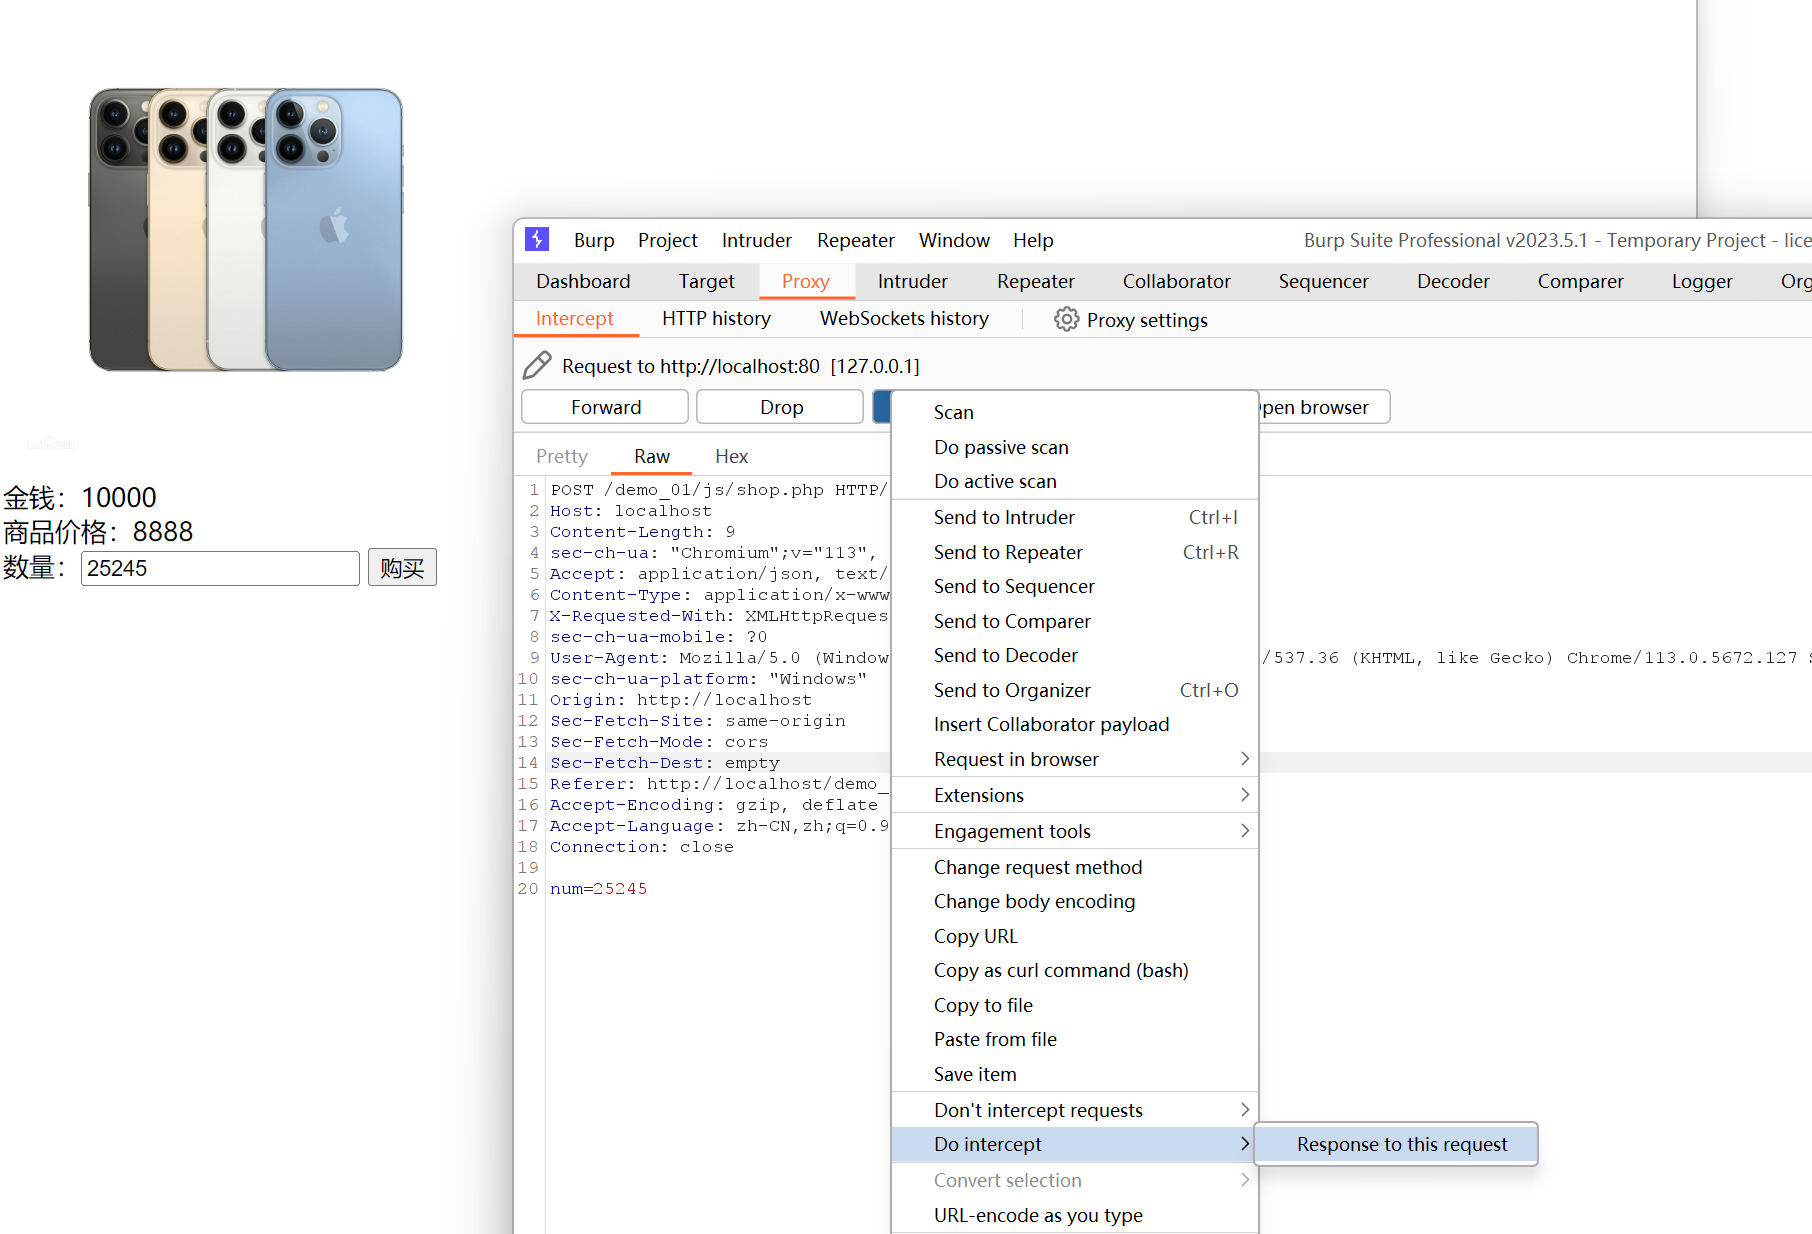 金钱：10000
商品价格：8888
数量：25245 购买
Burp Project Intruder Repeater Window Help Burp Suite Professional v2023.5.1 - Temporary Project - lice
Dashboard Target Proxy Intruder Repeater Collaborator Sequencer Decoder Comparer Logger Org
Intercept HTTP history WebSockets history Proxy settings
Request to http://localhost:80 [127.0.0.1]
Forward Drop pen browser
Pretty Raw Hex
1 POST /demo_01/js/shop.php HTTP/
2 Host: localhost
3 Content-Length: 9
4 sec-ch-ua: "Chromium";v="113",
5 Accept: application/json, text/
6 Content-Type: application/x-www
7 X-Requested-With: XMLHttpReques
8 sec-ch-ua-mobile: ?0
9 User-Agent: Mozilla/5.0 (Window /537.36 (KHTML, like Gecko) Chrome/113.0.5672.127 S
10 sec-ch-ua-platform: "Windows"
11 Origin: http://localhost
12 Sec-Fetch-Site: same-origin
13 Sec-Fetch-Mode: cors
14 Sec-Fetch-Dest: empty
15 Referer: http://localhost/demo_
16 Accept-Encoding: gzip, deflate
17 Accept-Language: zh-CN,zh;q=0.9
18 Connection: close
19
20 num=25245
Scan
Do passive scan
Do active scan
Send to Intruder Ctrl+I
Send to Repeater Ctrl+R
Send to Sequencer
Send to Comparer
Send to Decoder
Send to Organizer Ctrl+O
Insert Collaborator payload
Request in browser
Extensions
Engagement tools
Change request method
Change body encoding
Copy URL
Copy as curl command (bash)
Copy to file
Paste from file
Save item
Don't intercept requests
Do intercept
Response to this request
Convert selection
URL-encode as you type